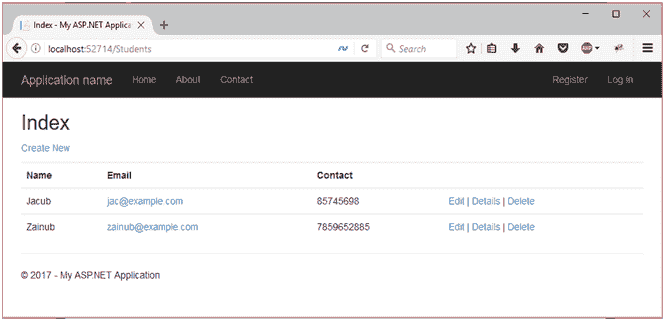 Index - My ASP.NET Applica
localhost:52714/Students
Search
ABP
Application name Home About Contact Register Log in
Index
Create New
Name Email Contact
Jacub jac@example.com 85745698 Edit | Details | Delete
Zainub zainub@example.com 7859652885 Edit | Details | Delete
© 2017 - My ASP.NET Application